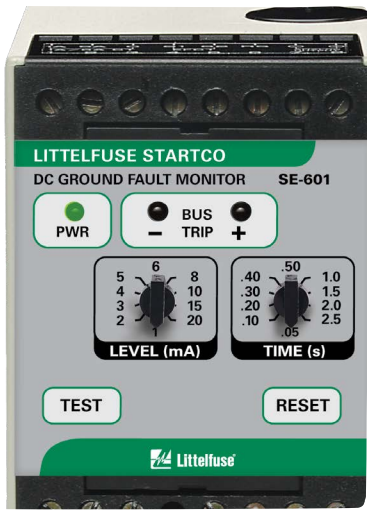 LITTELFUSE STARTCO
DC GROUND FAULT MONITOR SE-601
PWR
BUS
− TRIP +
6
5 8
4 10
3 15
2 20
1
LEVEL (mA)
.50
.40 1.0
.30 1.5
.20 2.0
.10 2.5
.05
TIME (s)
TEST
RESET
Littelfuse